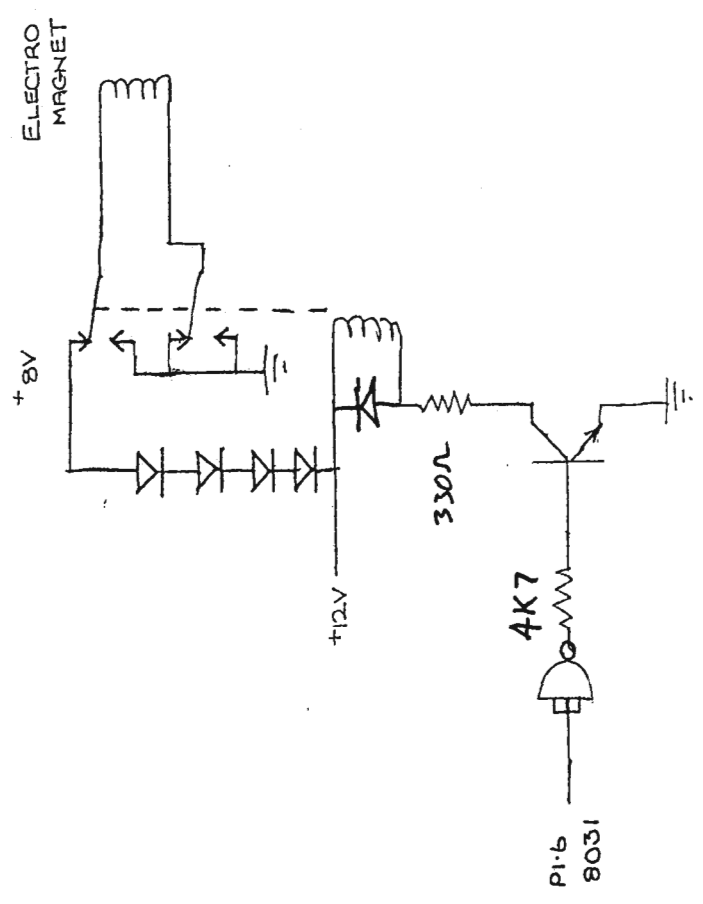 ELECTRO
MAGNET
+8V
+12V
330Ω
4K7
P1.6
8031